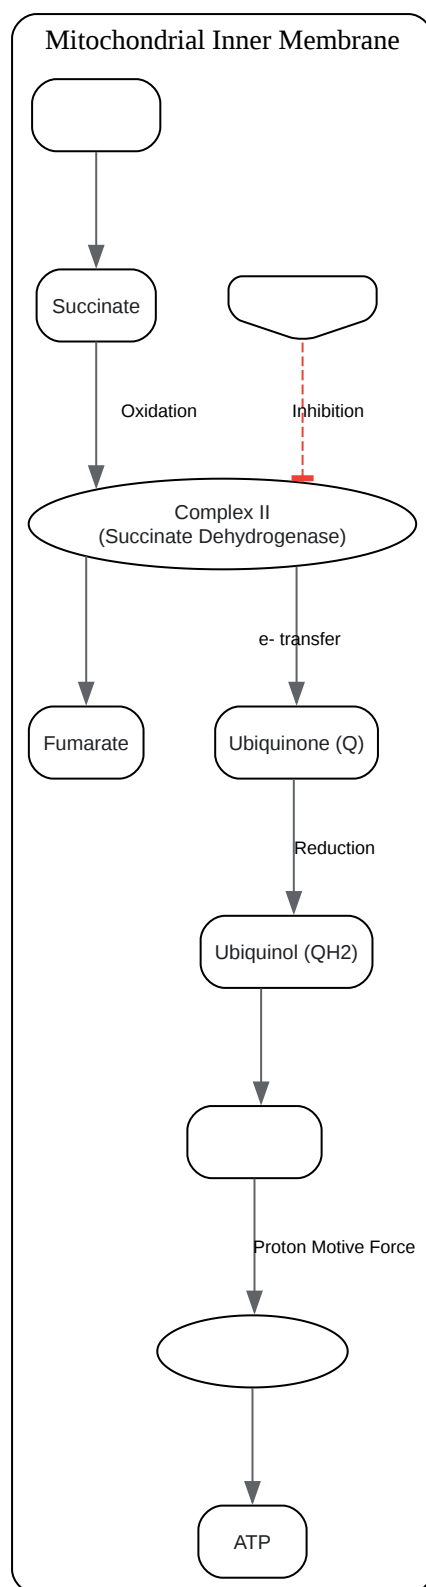 Mitochondrial Inner Membrane
Succinate
Oxidation
Inhibition
Complex II
(Succinate Dehydrogenase)
e- transfer
Fumarate
Ubiquinone (Q)
Reduction
Ubiquinol (QH2)
Proton Motive Force
ATP